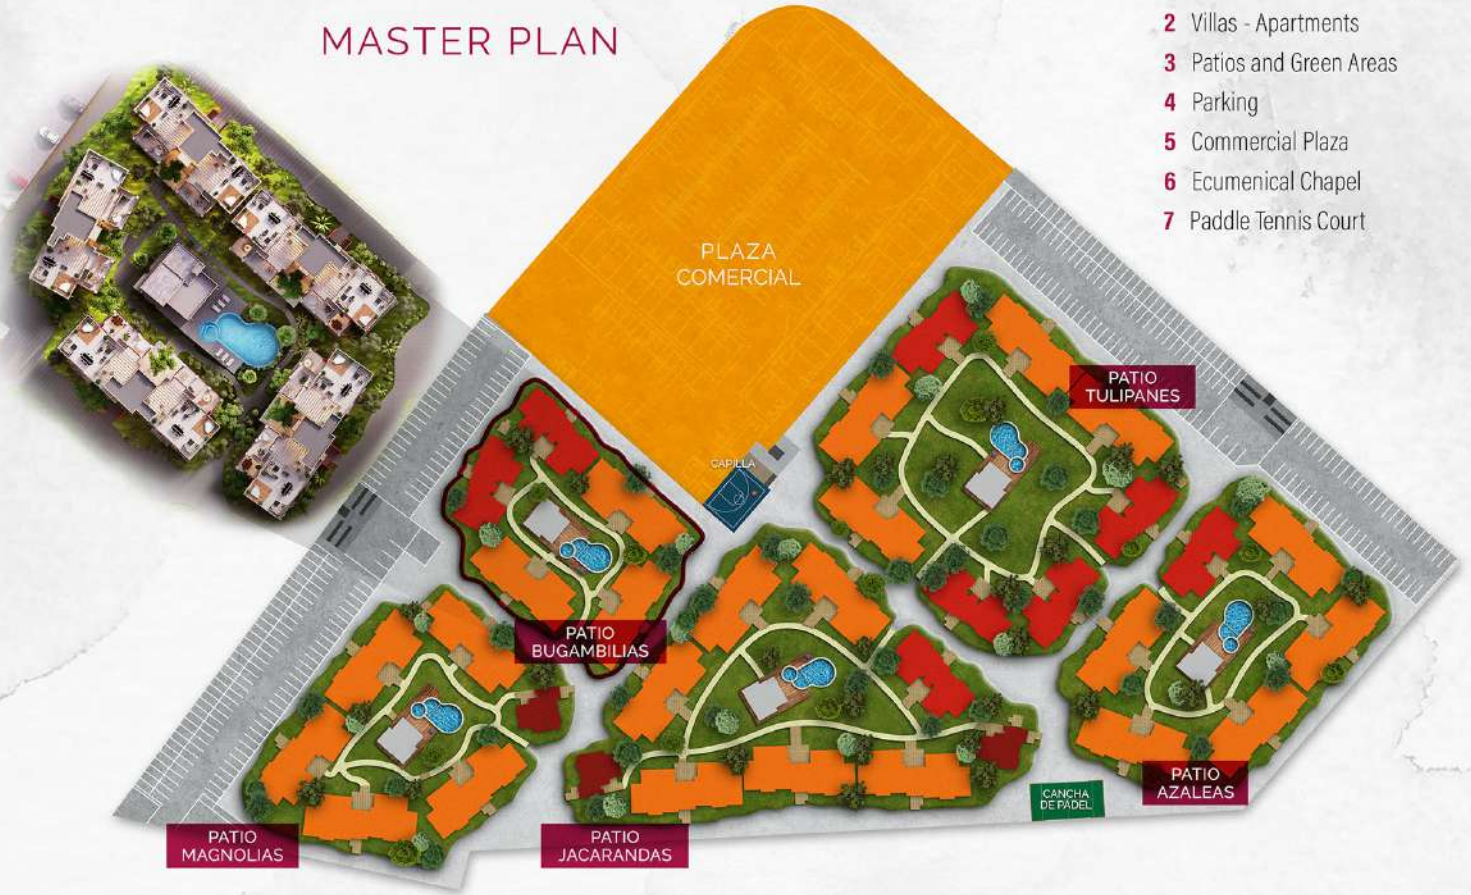 MASTER PLAN
2 Villas - Apartments
3 Patios and Green Areas
4 Parking
5 Commercial Plaza
6 Ecumenical Chapel
7 Paddle Tennis Court
PLAZA
COMERCIAL
PATIO
TULIPANES
CAPILLA
PATIO
BUGAMBILIAS
PATIO
AZALEAS
CANCHA
DE PÁDEL
PATIO
MAGNOLIAS
PATIO
JACARANDAS